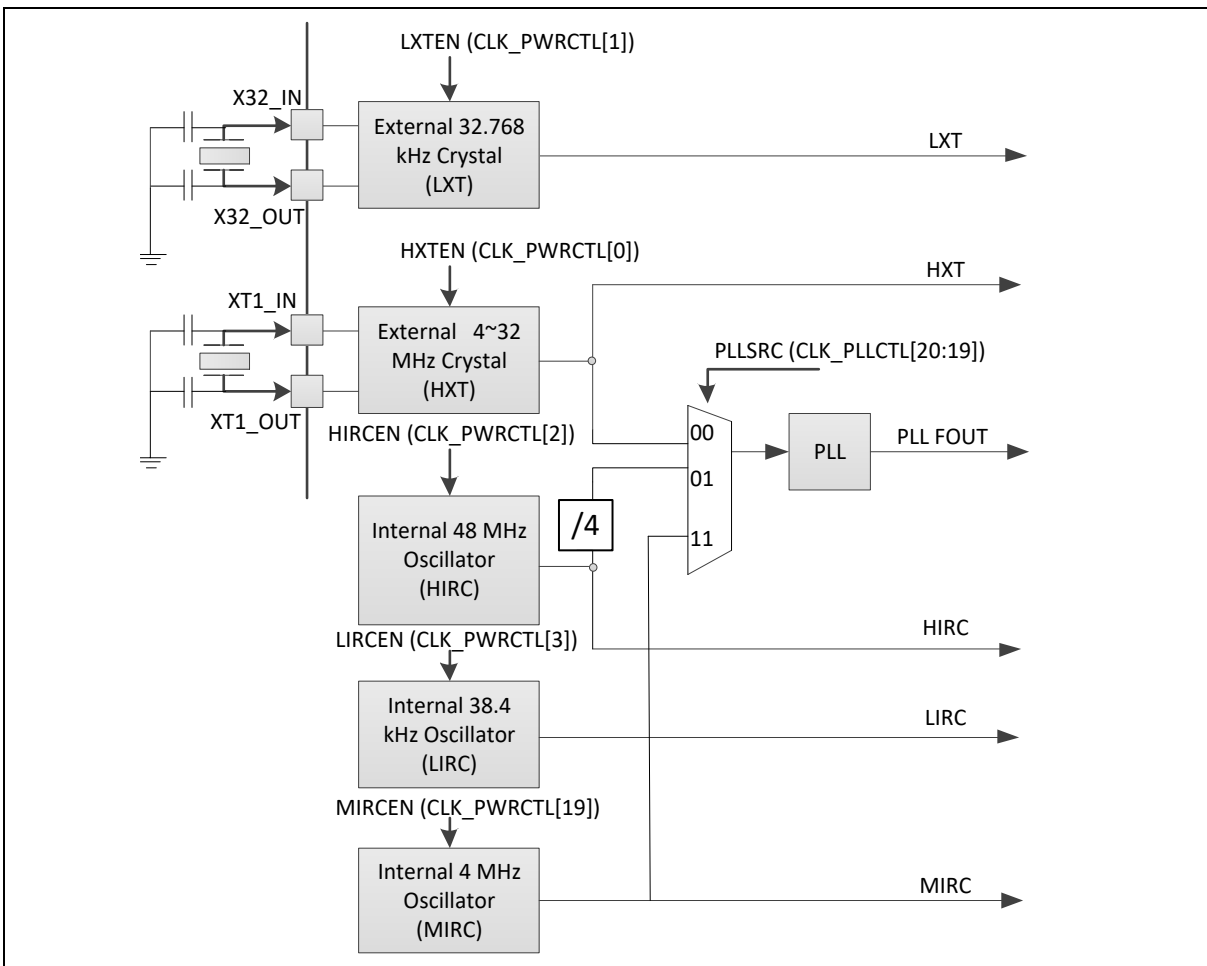 LXTEN (CLK_PWRCTL[1])
X32_IN
External 32.768
kHz Crystal
(LXT)
LXT
X32_OUT
HXTEN (CLK_PWRCTL[0])
HXT
XT1_IN
External 4~32
MHz Crystal
(HXT)
PLLSRC (CLK_PLLCTL[20:19])
XT1_OUT
HIRCEN (CLK_PWRCTL[2])
00
01
11
PLL
PLL FOUT
/4
Internal 48 MHz
Oscillator
(HIRC)
HIRC
LIRCEN (CLK_PWRCTL[3])
Internal 38.4
kHz Oscillator
(LIRC)
LIRC
MIRCEN (CLK_PWRCTL[19])
Internal 4 MHz
Oscillator
(MIRC)
MIRC